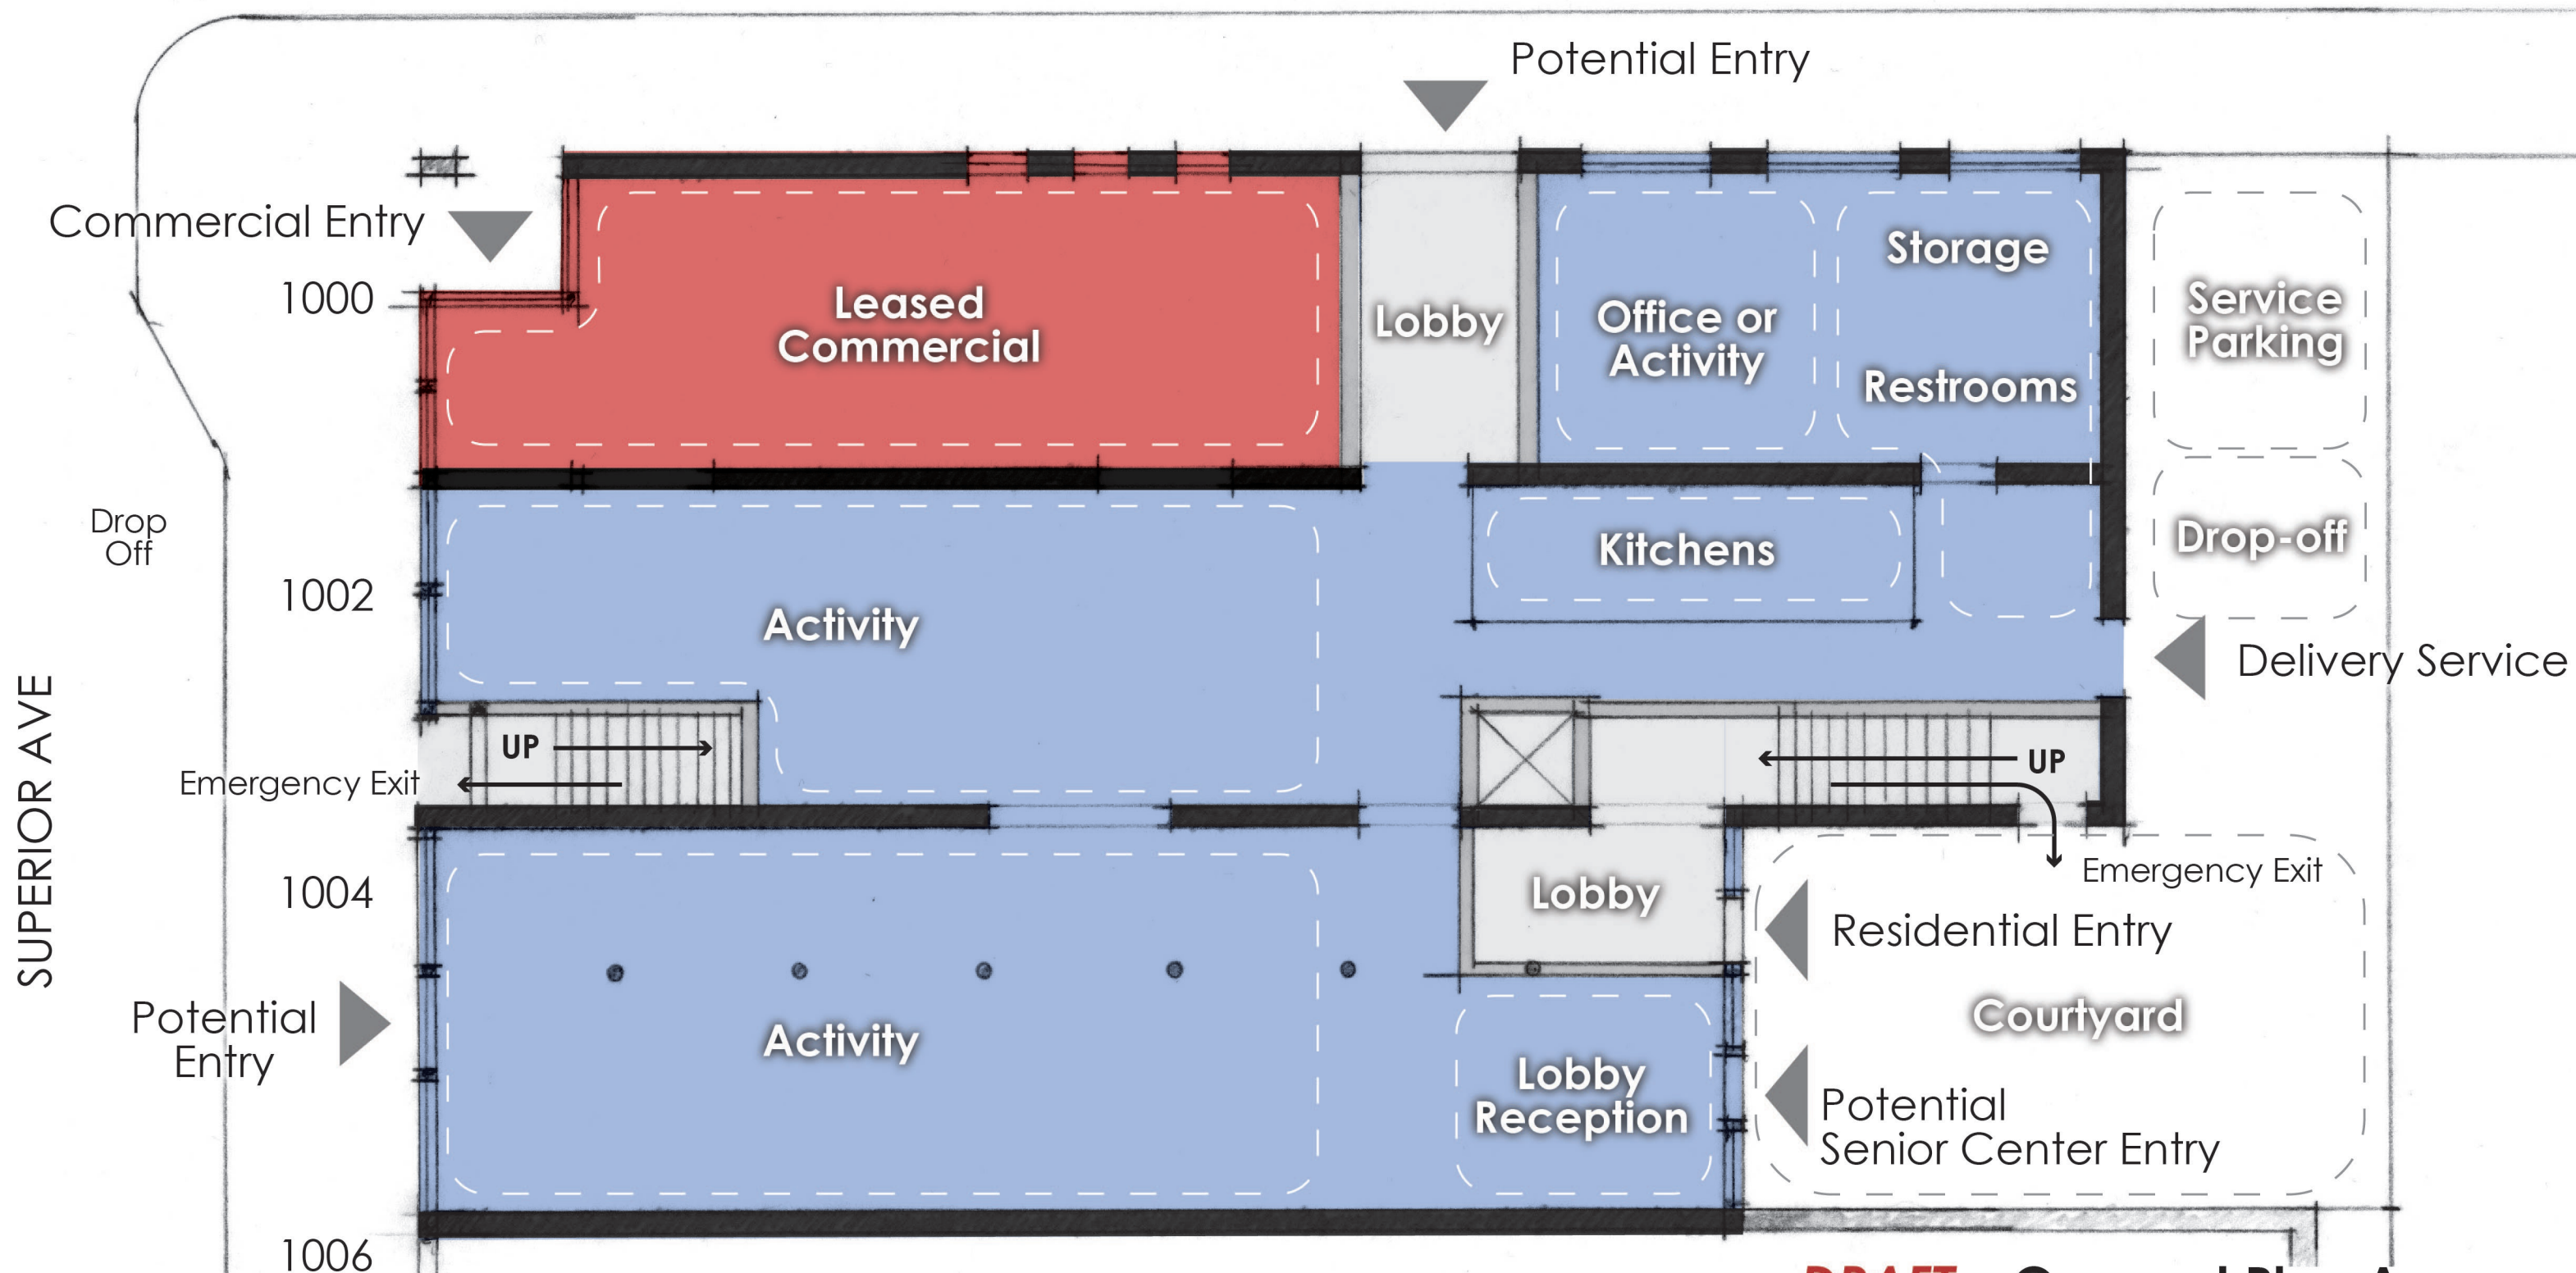 Potential Entry
Commercial Entry
1000
Leased
Commercial
Lobby
Office or
Activity
Storage
Restrooms
Service
Parking
Drop
Off
1002
Activity
Kitchens
Drop-off
Delivery Service
SUPERIOR AVE
UP
Emergency Exit
UP
Emergency Exit
1004
Lobby
Residential Entry
Potential
Entry
Activity
Lobby
Reception
Courtyard
Potential
Senior Center Entry
1006
DRAFT